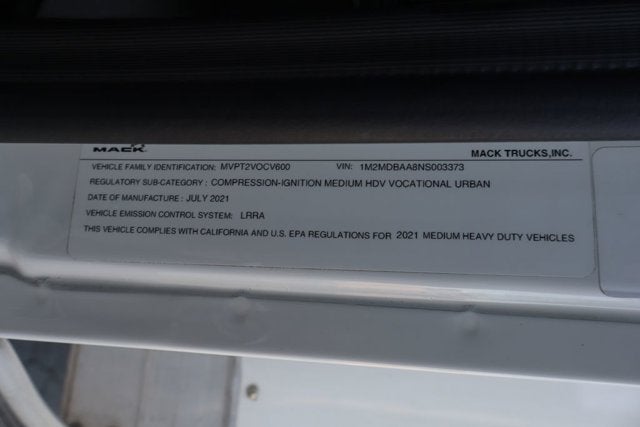 MACK MACK TRUCKS,INC.
VEHICLE FAMILY IDENTIFICATION: MVPT2VOCV600 VIN: 1M2MDBAA8NS003373
REGULATORY SUB-CATEGORY : COMPRESSION-IGNITION MEDIUM HDV VOCATIONAL URBAN
DATE OF MANUFACTURE : JULY 2021
VEHICLE EMISSION CONTROL SYSTEM: LRRA
THIS VEHICLE COMPLIES WITH CALIFORNIA AND U.S. EPA REGULATIONS FOR 2021 MEDIUM HEAVY DUTY VEHICLES